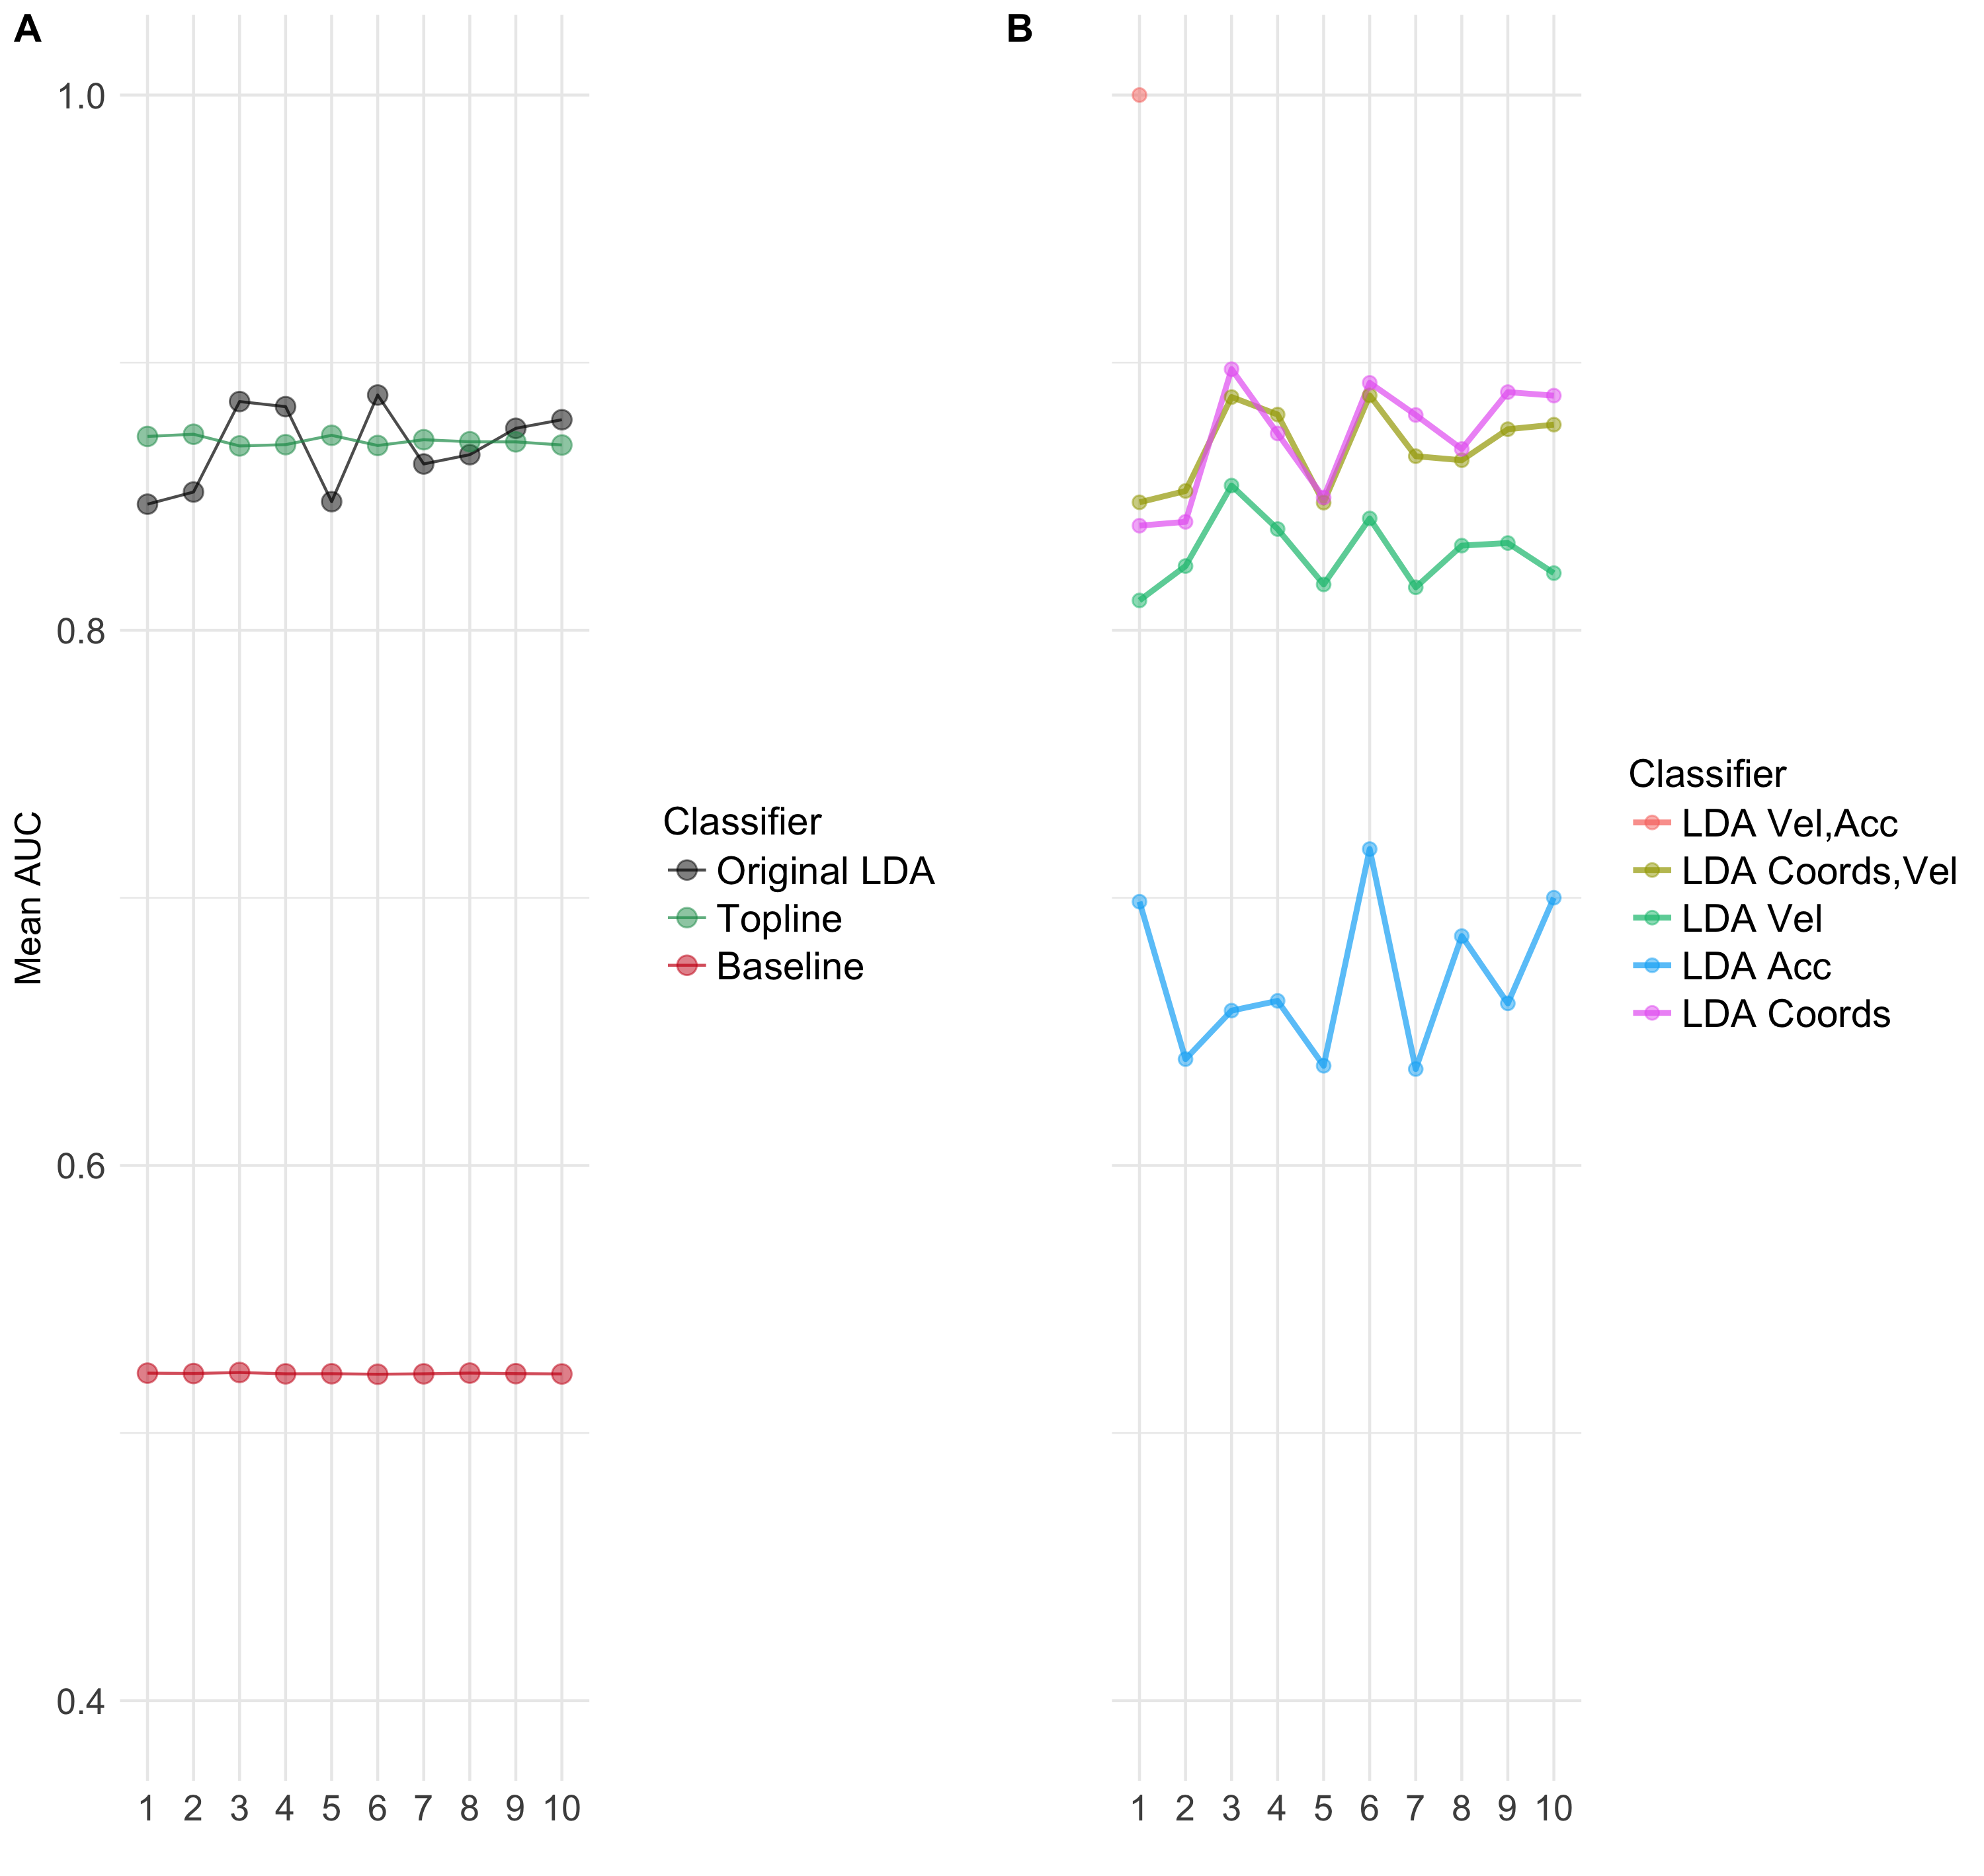 A
1.0
0.8
0.6
0.4
Mean AUC
1 2 3 4 5 6 7 8 9 10
Classifier
Original LDA
Topline
Baseline
B
1 2 3 4 5 6 7 8 9 10
Classifier
LDA Vel,Acc
LDA Coords,Vel
LDA Vel
LDA Acc
LDA Coords